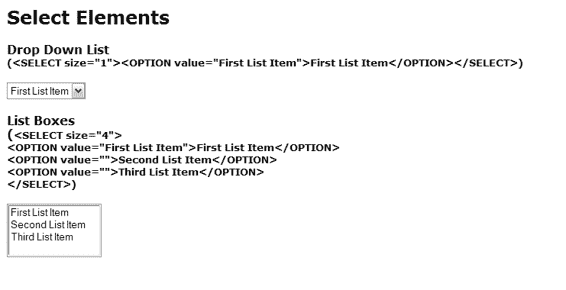 Select Elements
Drop Down List
(<SELECT size="1"><OPTION value="First List Item">First List Item</OPTION></SELECT>)
First List Item
List Boxes
(<SELECT size="4">
<OPTION value="First List Item">First List Item</OPTION>
<OPTION value="">Second List Item</OPTION>
<OPTION value="">Third List Item</OPTION>
</SELECT>)
First List Item
Second List Item
Third List Item